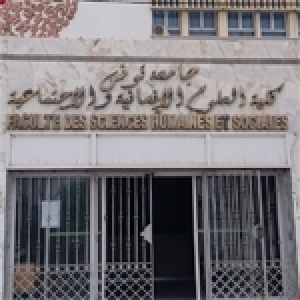 جامعة تونس
كلية العلوم الإنسانية والاجتماعية
FACULTE DES SCIENCES HUMAINES ET SOCIALES